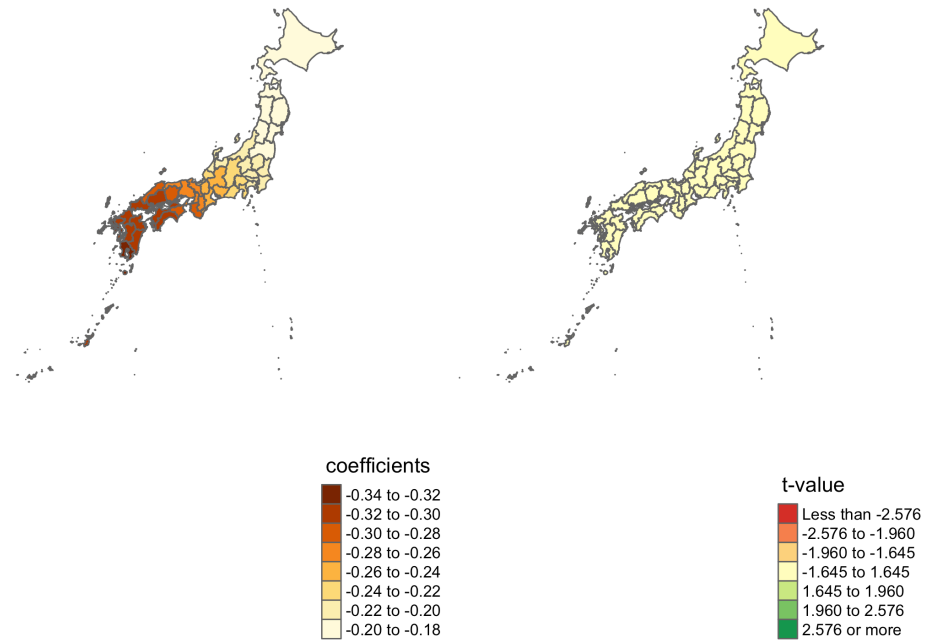 coefficients
-0.34 to -0.32
-0.32 to -0.30
-0.30 to -0.28
-0.28 to -0.26
-0.26 to -0.24
-0.24 to -0.22
-0.22 to -0.20
-0.20 to -0.18
t-value
Less than -2.576
-2.576 to -1.960
-1.960 to -1.645
-1.645 to 1.645
1.645 to 1.960
1.960 to 2.576
2.576 or more